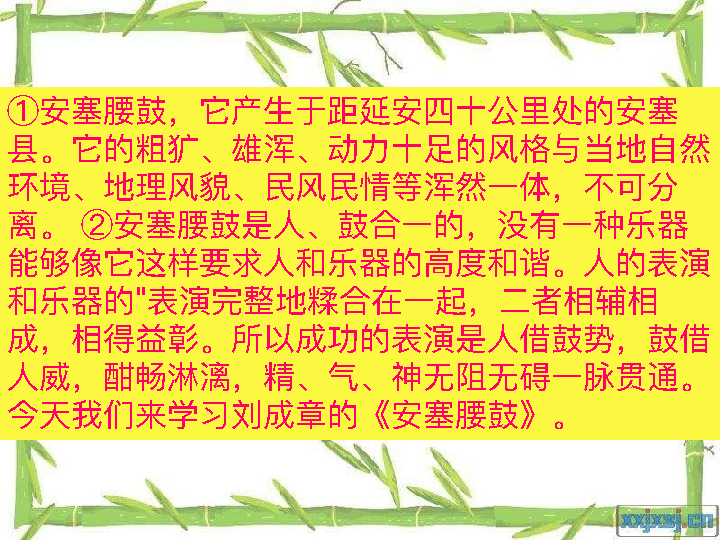 ①安塞腰鼓，它产生于距延安四十公里处的安塞
县。它的粗犷、雄浑、动力十足的风格与当地自然
环境、地理风貌、民风民情等浑然一体，不可分
离。 ②安塞腰鼓是人、鼓合一的，没有一种乐器
能够像它这样要求人和乐器的高度和谐。人的表演
和乐器的"表演完整地糅合在一起，二者相辅相
成，相得益彰。所以成功的表演是人借鼓势，鼓借
人威，酣畅淋漓，精、气、神无阻无碍一脉贯通。
今天我们来学习刘成章的《安塞腰鼓》。
xxjxsj.cn